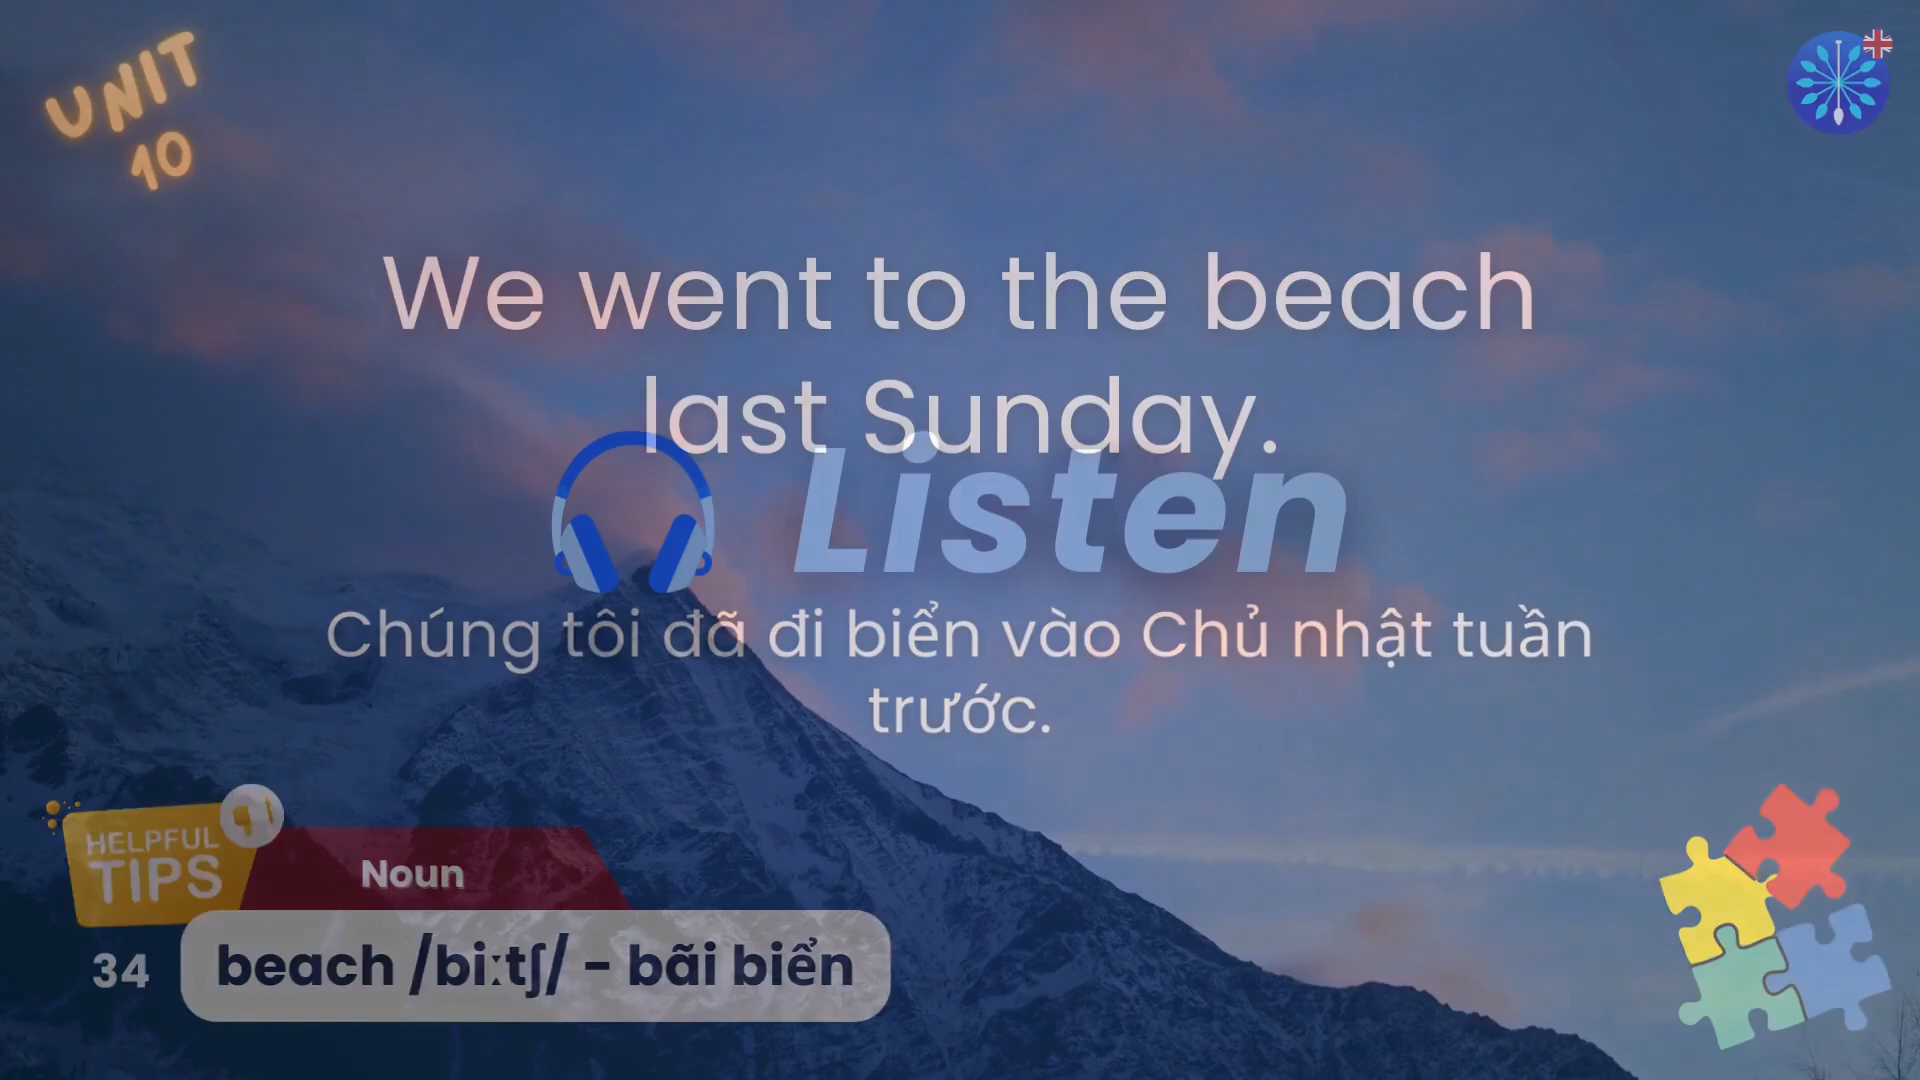 UNIT
10
We went to the beach
last Sunday.
Listen
Chúng tôi đã đi biển vào Chủ nhật tuần
trước.
HELPFUL
TIPS
Noun
34
beach /biːtʃ/ - bãi biển